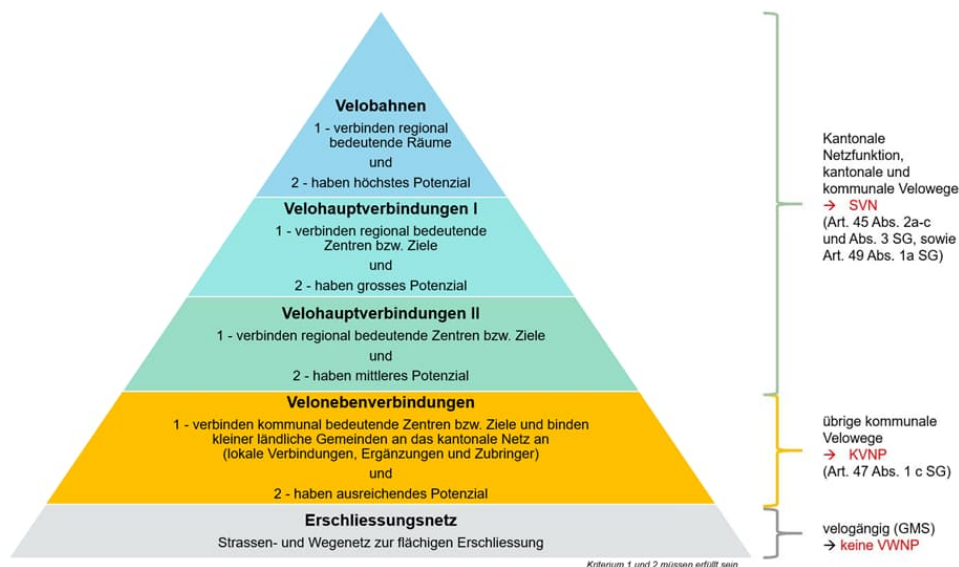 Velobahnen
1 - verbinden regional
bedeutende Räume
und
2 - haben höchstes Potenzial
Velohauptverbindungen I
1 - verbinden regional bedeutende
Zentren bzw. Ziele
und
2 - haben grosses Potenzial
Velohauptverbindungen II
1 - verbinden regional bedeutende Zentren bzw. Ziele
und
2 - haben mittleres Potenzial
Velonebenverbindungen
1 - verbinden kommunal bedeutende Zentren bzw. Ziele und binden
kleiner ländliche Gemeinden an das kantonale Netz an
(lokale Verbindungen, Ergänzungen und Zubringer)
und
2 - haben ausreichendes Potenzial
Erschliessungsnetz
Strassen- und Wegenetz zur flächigen Erschliessung
Kriterium 1 und 2 müssen erfüllt sein
Kantonale
Netzfunktion,
kantonale und
kommunale Velowege
→ SVN
(Art. 45 Abs. 2a-c
und Abs. 3 SG, sowie
Art. 49 Abs. 1a SG)
übrige kommunale
Velowege
→ KVNP
(Art. 47 Abs. 1 c SG)
velogängig (GMS)
→ keine VWNP